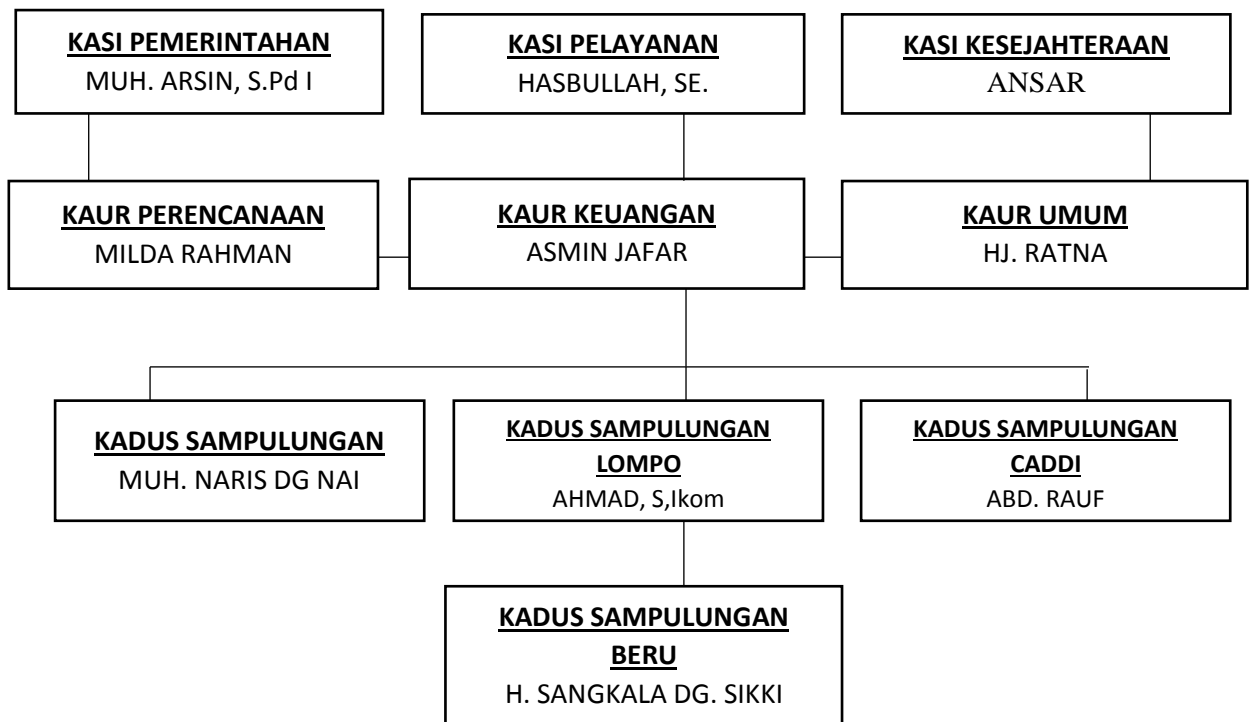 KASI PEMERINTAHAN
MUH. ARSIN, S.Pd I
KASI PELAYANAN
HASBULLAH, SE.
KASI KESEJAHTERAAN
ANSAR
KAUR PERENCANAAN
MILDA RAHMAN
KAUR KEUANGAN
ASMIN JAFAR
KAUR UMUM
HJ. RATNA
KADUS SAMPULUNGAN
MUH. NARIS DG NAI
KADUS SAMPULUNGAN
LOMPO
AHMAD, S,Ikom
KADUS SAMPULUNGAN
CADDI
ABD. RAUF
KADUS SAMPULUNGAN
BERU
H. SANGKALA DG. SIKKI